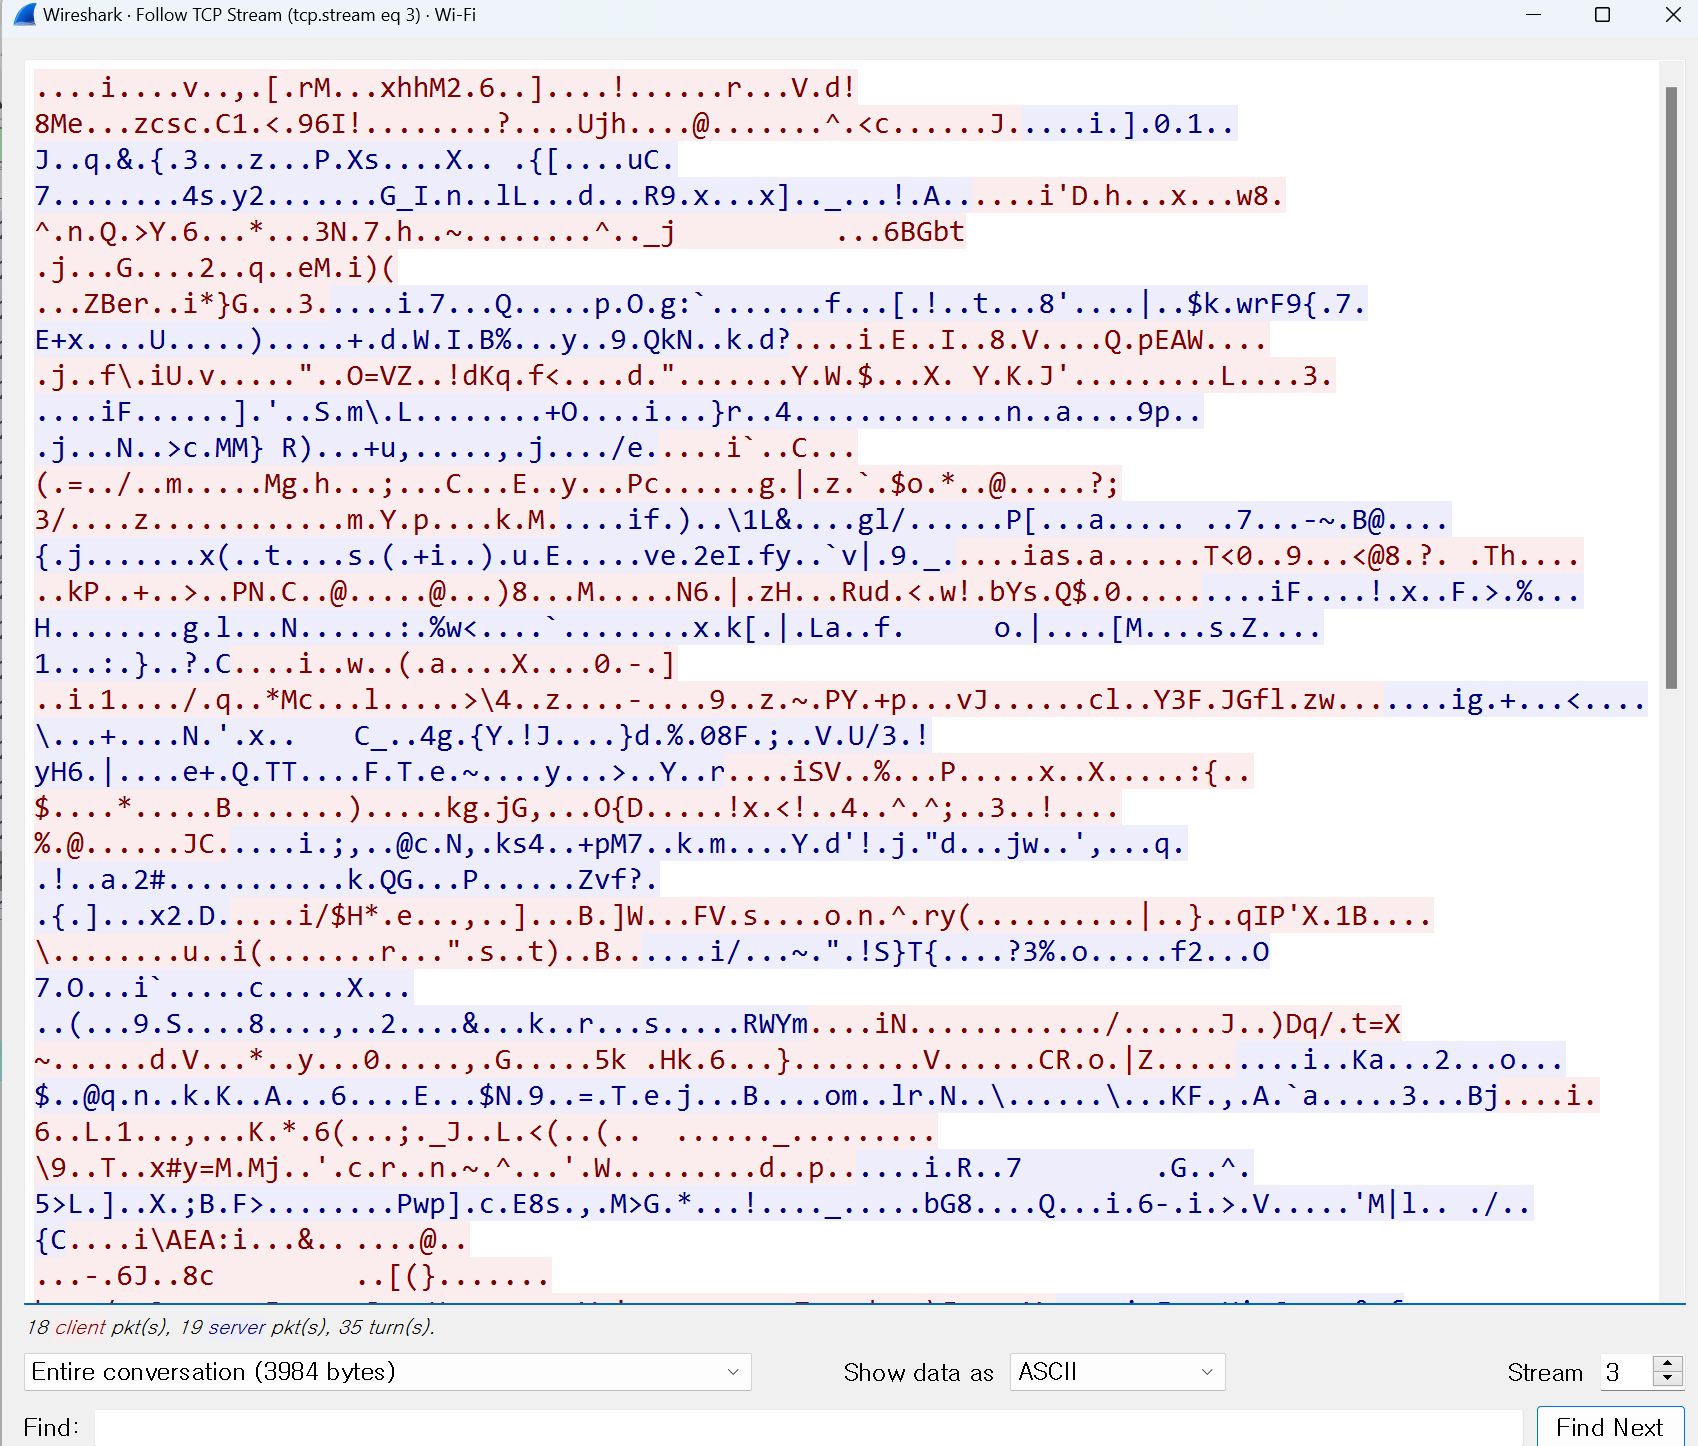 Wireshark · Follow TCP Stream (tcp.stream eq 3) · Wi-Fi
....i....v..,.[.rM...xhhM2.6..]....!......r...V.d!
8Me...zcsc.C1.<.96I!........?....Ujh....@.......^.<c......J.....i.].0.1..
J..q.&.{.3...z...P.Xs....X.. .{[....uC.
7........4s.y2.......G_I.n..lL...d...R9.x...x].._...!.A......i'D.h...x...w8.
^.n.Q.>Y.6...*...3N.7.h..~........^.._j          ...6BGbt
.j...G....2..q..eM.i)(
...ZBer..i*}G...3.....i.7...Q.....p.O.g:`.......f...[.!..t...8'....|..$k.wrF9{.7.
E+x....U.....).....+.d.W.I.B%...y..9.QkN..k.d?....i.E..I..8.V....Q.pEAW....
.j..f\.iU.v....."..O=VZ..!dKq.f<....d.".......Y.W.$...X. Y.K.J'.........L....3.
....iF......].'..S.m\.L........+O....i...}r..4.............n..a....9p..
.j...N..>c.MM} R)...+u,.....,.j..../e.....i`..C...
(.=../..m.....Mg.h...;...C...E..y...Pc......g.|.z.`.$o.*..@.....?;
3/....z............m.Y.p....k.M.....if.)..\1L&....gl/......P[...a..... ..7...-~.B@....
{.j.......x(..t....s.(.+i..).u.E.....ve.2eI.fy..`v|.9._.....ias.a......T<0..9...<@8.?. .Th....
..kP..+..>..PN.C..@.....@...)8...M.....N6.|.zH...Rud.<.w!.bYs.Q$.0.........iF....!.x..F.>.%...
H........g.l...N......:.%w<....`........x.k[.|.La..f.      o.|....[M....s.Z....
1...:.}..?.C....i..w..(.a....X....0.-.]
..i.1..../.q..*Mc...l.....>\4..z....-....9..z.~.PY.+p...vJ......cl..Y3F.JGfl.zw.......ig.+...<....
\...+....N.'.x..    C_..4g.{Y.!J....}d.%.08F.;..V.U/3.!
yH6.|....e+.Q.TT....F.T.e.~....y...>..Y..r....iSV..%...P.....x..X.....:{..
$....*.....B.......).....kg.jG,...O{D.....!x.<!..4..^.^;..3..!....
%.@......JC.....i.;,..@c.N,.ks4..+pM7..k.m....Y.d'!.j."d...jw..',...q.
.!..a.2#...........k.QG...P......Zvf?.
.{.]...x2.D.....i/$H*.e...,..]...B.]W...FV.s....o.n.^.ry(..........|..}..qIP'X.1B....
\........u..i(.......r...".s..t)..B......i/...~.".!S}T{....?3%.o.....f2...O
7.O...i`.....c.....X...
..(...9.S....8....,..2....&...k..r...s.....RWYm....iN............/......J..)Dq/.t=X
~......d.V...*..y...0.....,.G.....5k .Hk.6...}........V......CR.o.|Z.........i..Ka...2...o...
$..@q.n..k.K..A...6....E...$N.9..=.T.e.j...B....om..lr.N..\......\...KF.,.A.`a.....3...Bj....i.
6..L.1...,...K.*.6(...;._J..L.<(..(..  ......_.........
\9..T..x#y=M.Mj..'.c.r..n.~.^...'.W.........d..p......i.R..7        .G..^.
5>L.]..X.;B.F>........Pwp].c.E8s.,.M>G.*...!...._.....bG8....Q...i.6-.i.>.V.....'M|l.. ./..
{C....i\AEA:i...&.. ....@..
...-.6J..8c         ..[(}.......
18 client pkt(s), 19 server pkt(s), 35 turn(s).
Entire conversation (3984 bytes)
Show data as ASCII
Stream 3
Find:
Find Next